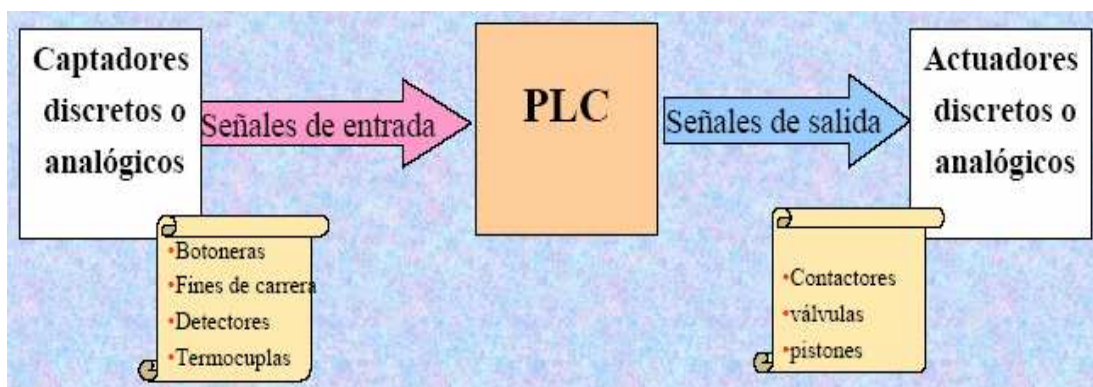 Captadores
discretos o
analógicos
Señales de entrada
PLC
Señales de salida
Actuadores
discretos o
analógicos
•Botoneras
•Fines de carrera
•Detectores
•Termocuplas
•Contactores
•válvulas
•pistones